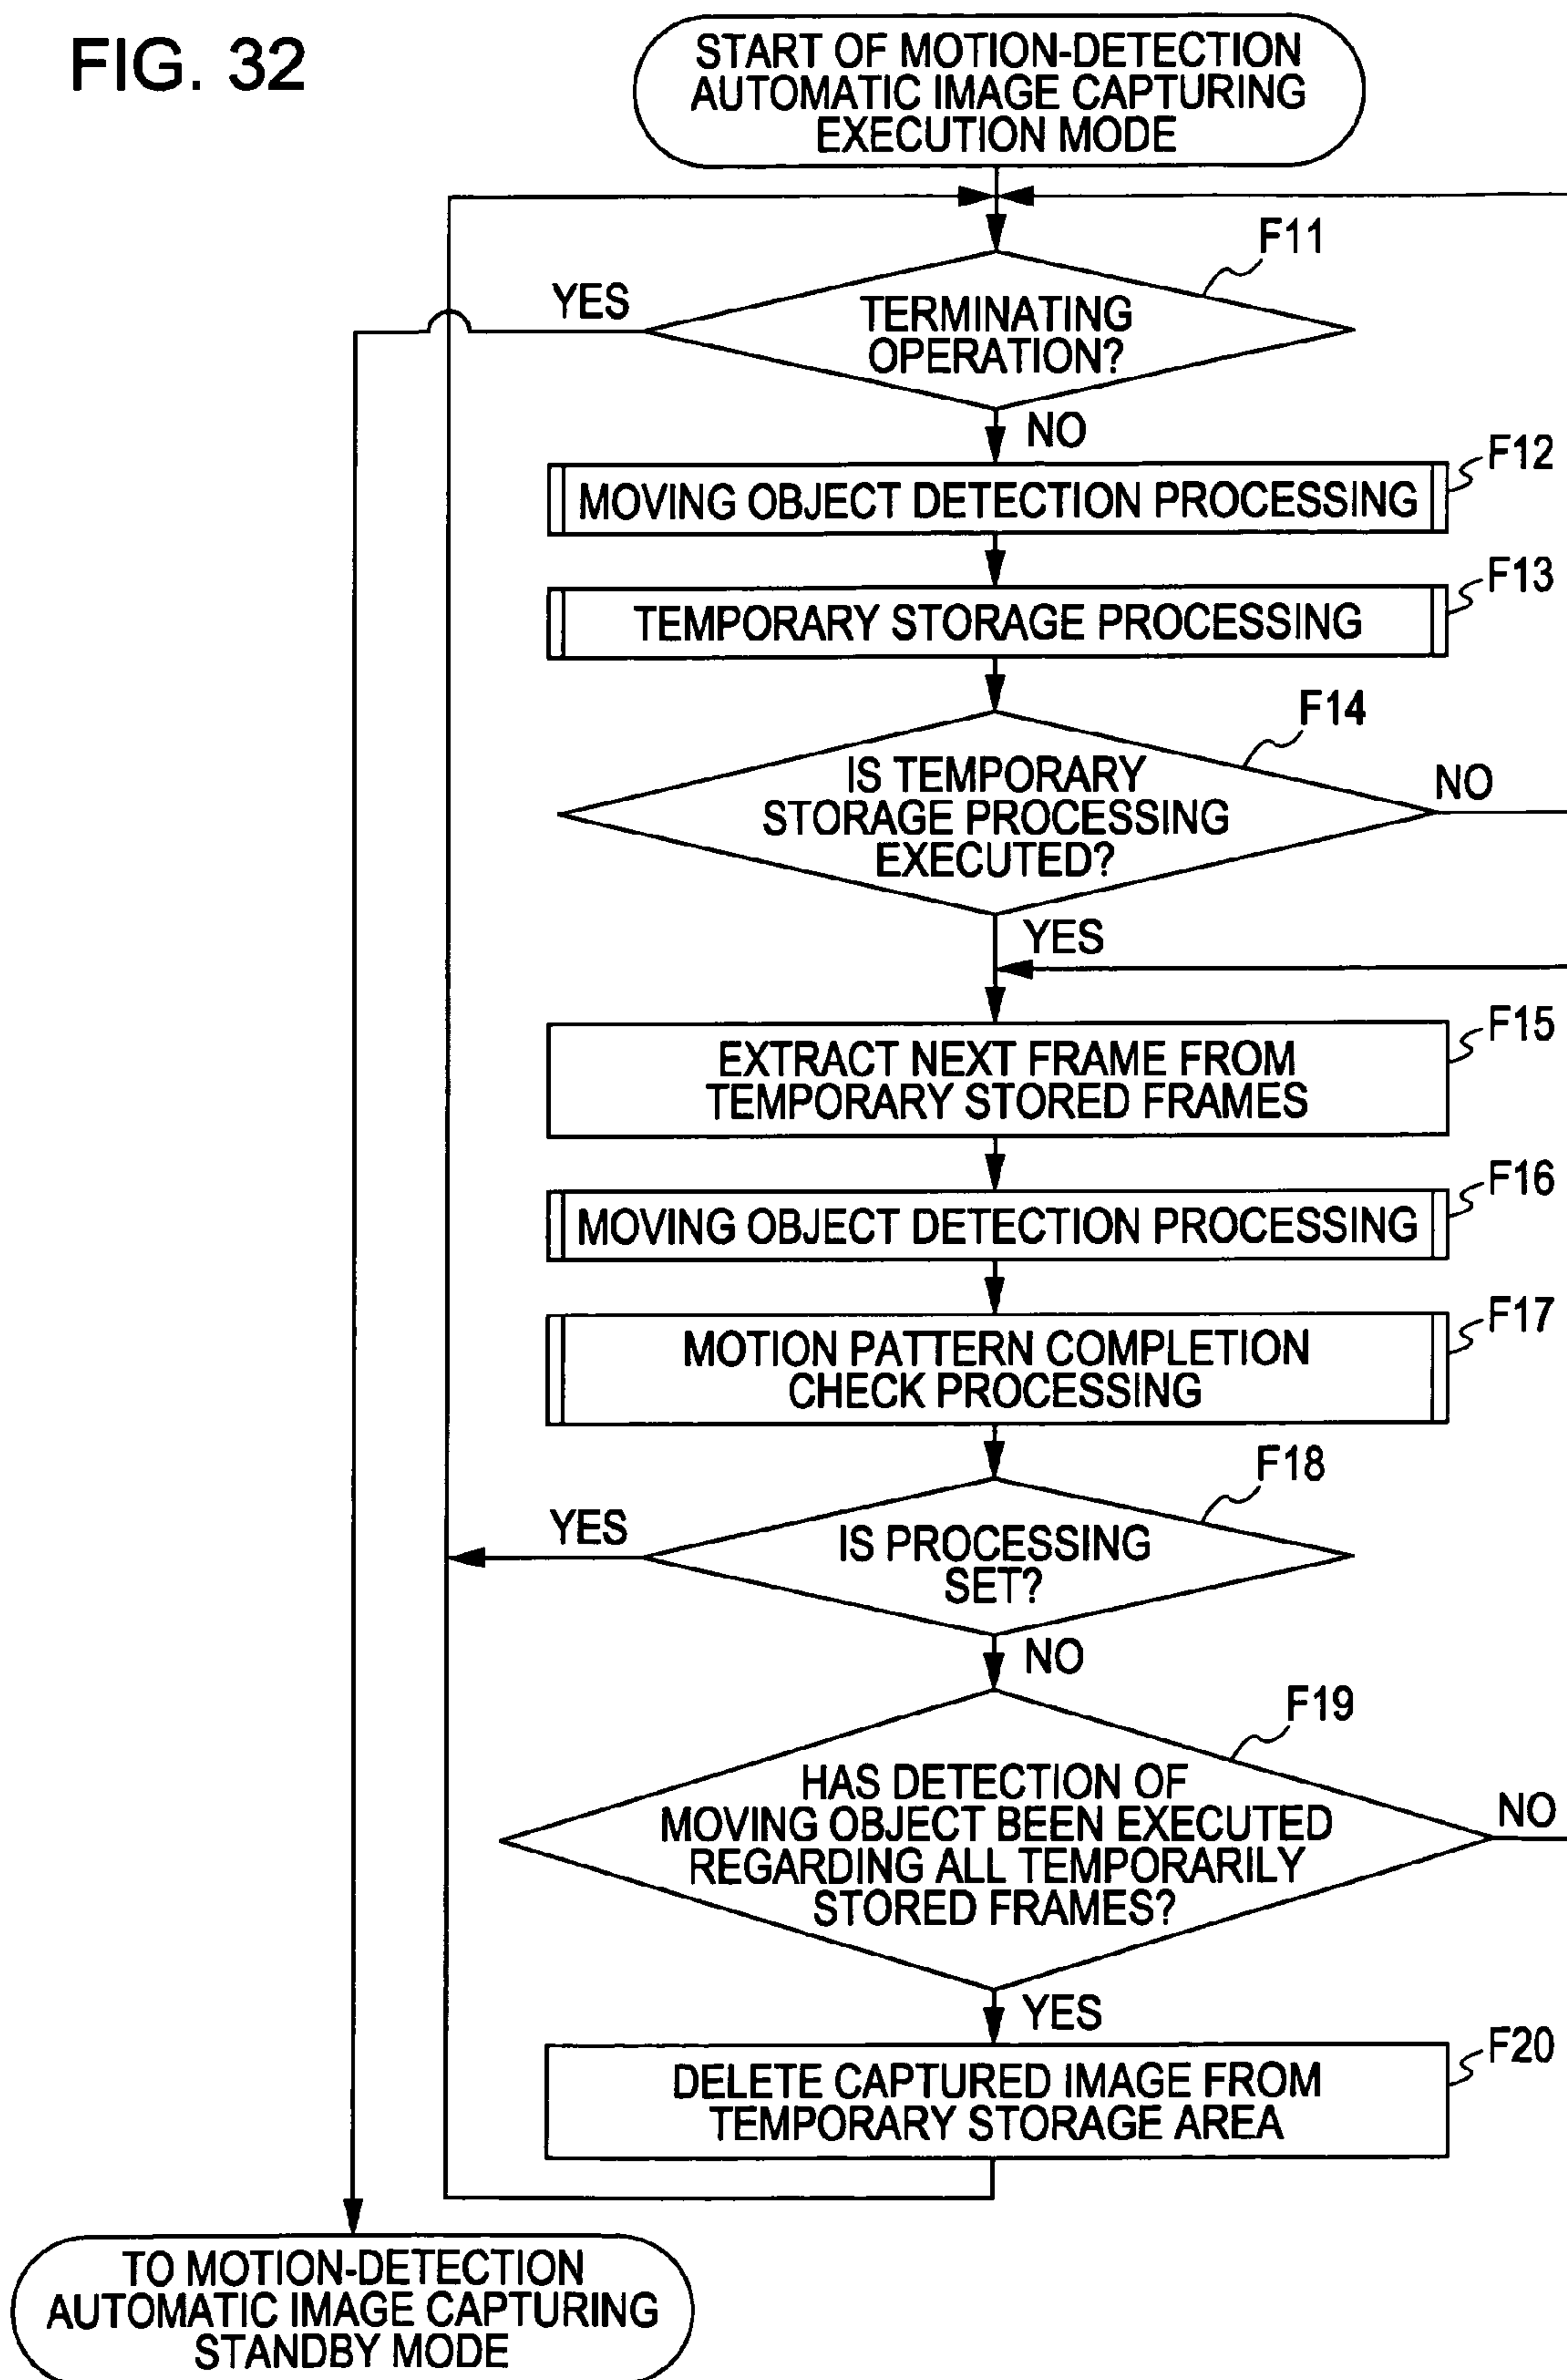 FIG. 32
START OF MOTION-DETECTION
AUTOMATIC IMAGE CAPTURING
EXECUTION MODE
F11
YES
TERMINATING
OPERATION?
NO
F12
MOVING OBJECT DETECTION PROCESSING
F13
TEMPORARY STORAGE PROCESSING
F14
IS TEMPORARY
STORAGE PROCESSING
EXECUTED?
NO
YES
F15
EXTRACT NEXT FRAME FROM
TEMPORARY STORED FRAMES
F16
MOVING OBJECT DETECTION PROCESSING
F17
MOTION PATTERN COMPLETION
CHECK PROCESSING
F18
YES
IS PROCESSING
SET?
NO
F19
HAS DETECTION OF
MOVING OBJECT BEEN EXECUTED
REGARDING ALL TEMPORARILY
STORED FRAMES?
NO
YES
F20
DELETE CAPTURED IMAGE FROM
TEMPORARY STORAGE AREA
TO MOTION-DETECTION
AUTOMATIC IMAGE CAPTURING
STANDBY MODE